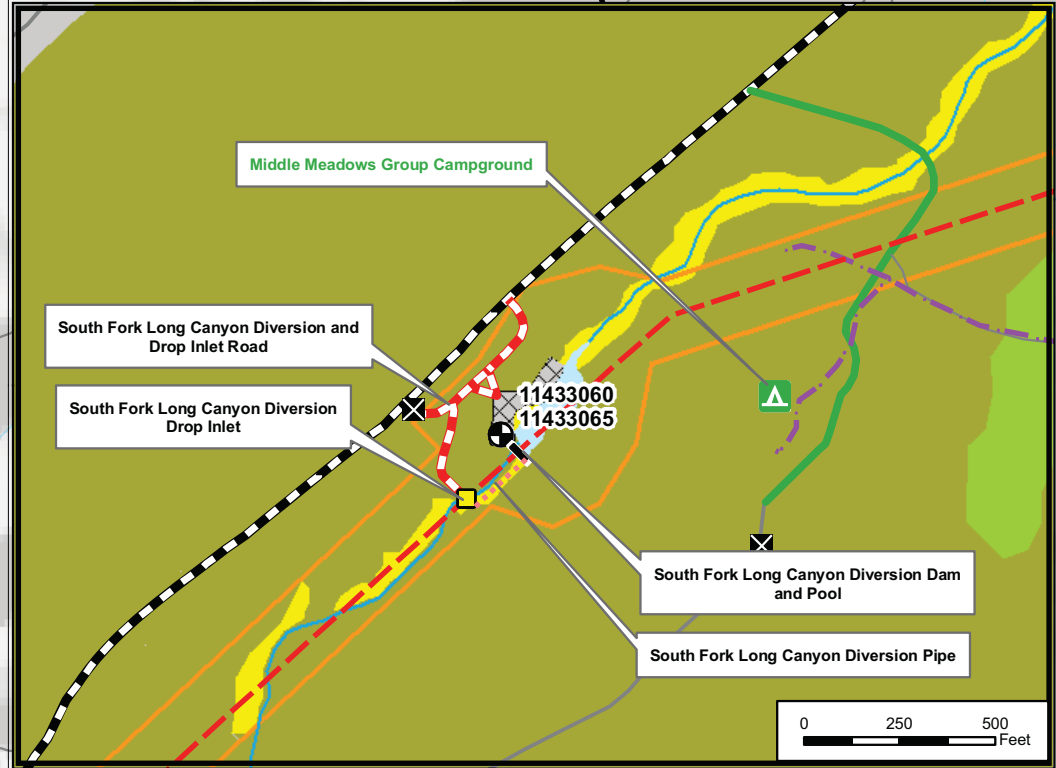 Middle Meadows Group Campground
South Fork Long Canyon Diversion and
Drop Inlet Road
South Fork Long Canyon Diversion
Drop Inlet
11433060
11433065
South Fork Long Canyon Diversion Dam
and Pool
South Fork Long Canyon Diversion Pipe
0 250 500
Feet